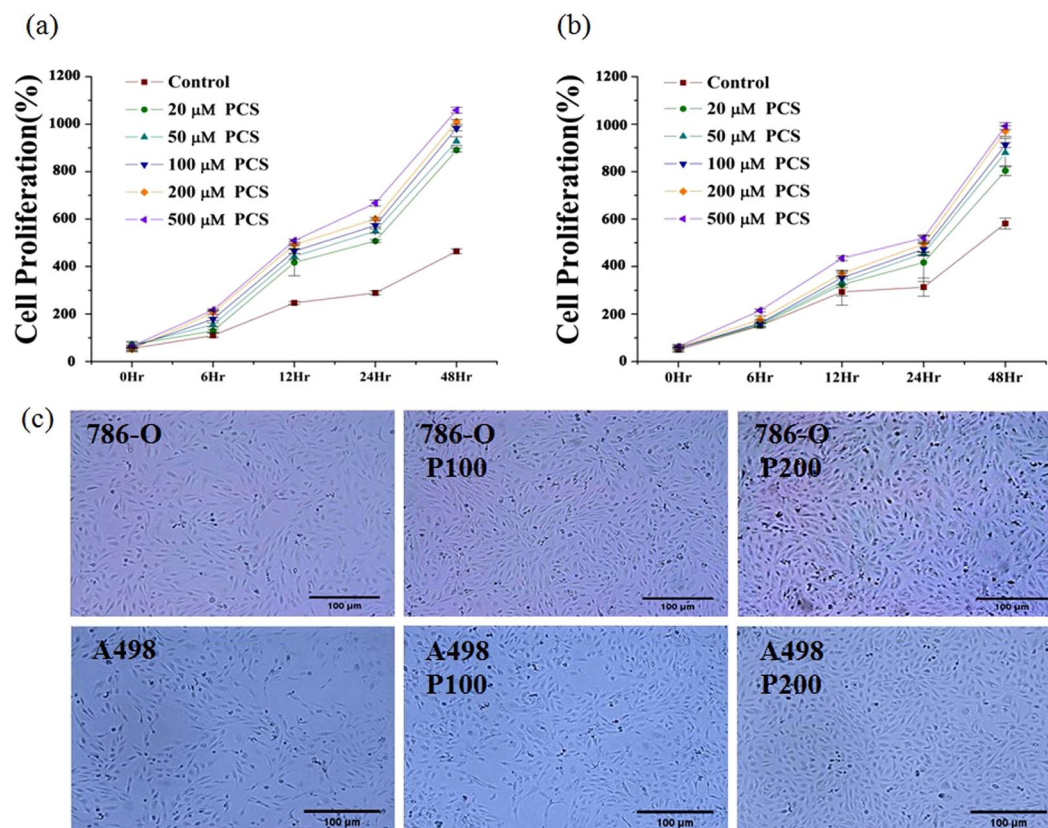 (a)
Cell Proliferation(%)
1200
1000
800
600
400
200
0
Control
20 μM PCS
50 μM PCS
100 μM PCS
200 μM PCS
500 μM PCS
0Hr 6Hr 12Hr 24Hr 48Hr
(b)
Cell Proliferation(%)
1200
1000
800
600
400
200
0
Control
20 μM PCS
50 μM PCS
100 μM PCS
200 μM PCS
500 μM PCS
0Hr 6Hr 12Hr 24Hr 48Hr
(c)
786-O
100 μm
786-O
P100
100 μm
786-O
P200
100 μm
A498
100 μm
A498
P100
100 μm
A498
P200
100 μm